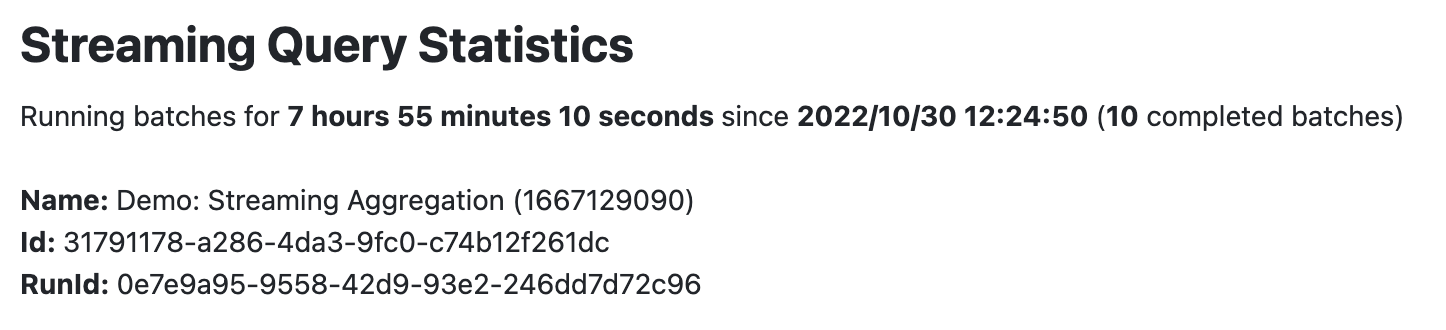 Streaming Query Statistics
Running batches for 7 hours 55 minutes 10 seconds since 2022/10/30 12:24:50 (10 completed batches)
Name: Demo: Streaming Aggregation (1667129090)
Id: 31791178-a286-4da3-9fc0-c74b12f261dc
RunId: 0e7e9a95-9558-42d9-93e2-246dd7d72c96